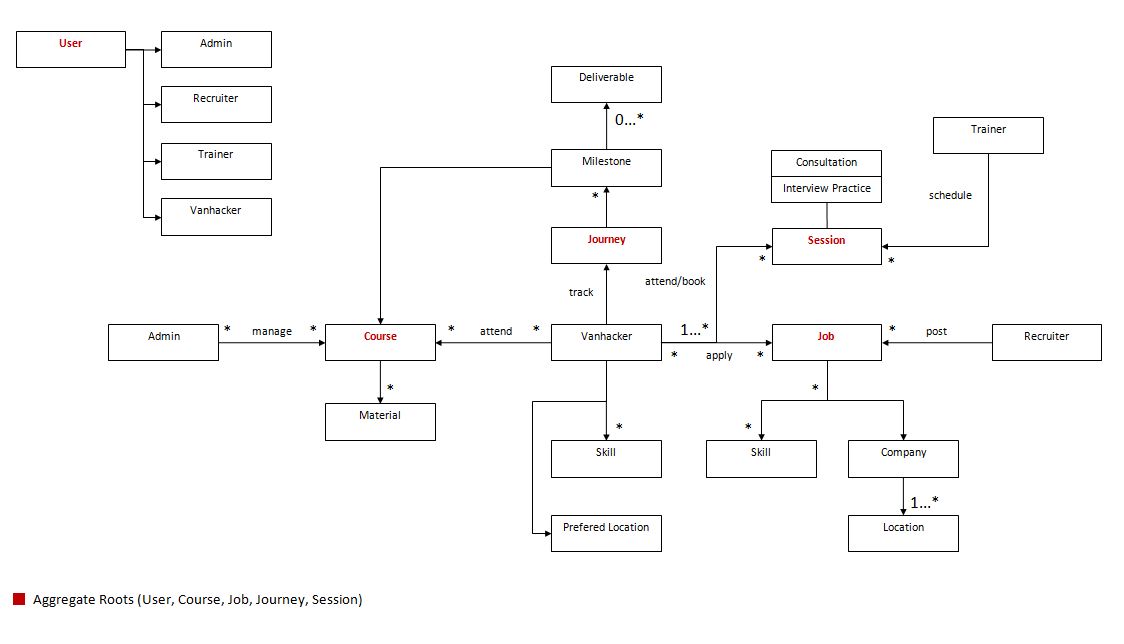 User
Admin
Recruiter
Trainer
Vanhacker
Deliverable
0...*
Milestone
*
Journey
track
Consultation
Interview Practice
Session
Trainer
schedule
*
*
attend/book
1...*
Admin
*
manage
*
Course
*
attend
*
Vanhacker
*
apply
*
Job
*
post
Recruiter
*
Material
*
Skill
Prefered Location
*
*
Skill
Company
1...*
Location
Aggregate Roots (User, Course, Job, Journey, Session)